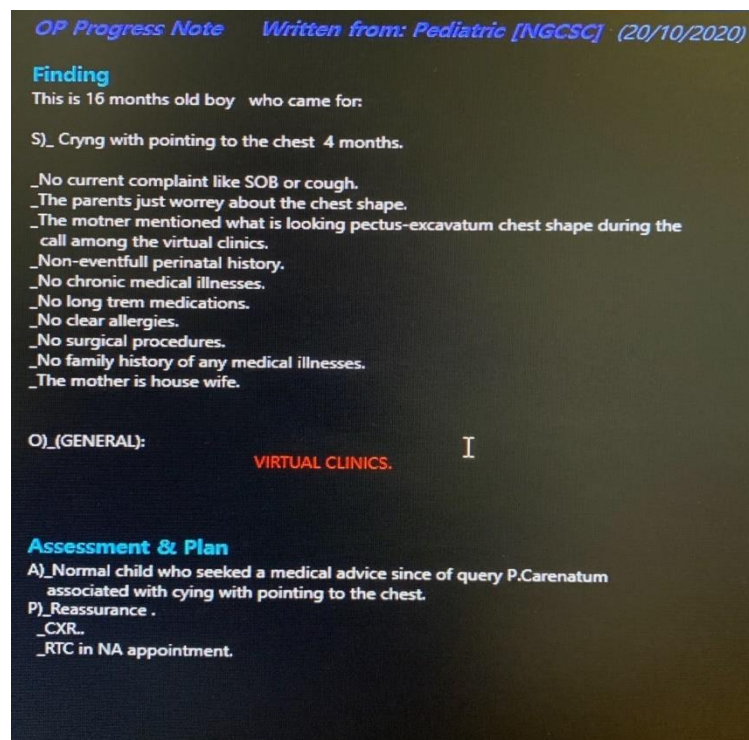 OP Progress Note Written from: Pediatric [NGCSC] (20/10/2020)
Finding
This is 16 months old boy who came for:
S)_ Cryng with pointing to the chest 4 months.
_No current complaint like SOB or cough.
_The parents just worrey about the chest shape.
_The motner mentioned what is looking pectus-excavatum chest shape during the
call among the virtual clinics.
_Non-eventfull perinatal history.
_No chronic medical illnesses.
_No long trem medications.
_No clear allergies.
_No surgical procedures.
_No family history of any medical illnesses.
_The mother is house wife.
O)_(GENERAL):
VIRTUAL CLINICS.
Assessment & Plan
A)_Normal child who seeked a medical advice since of query P.Carenatum
associated with cying with pointing to the chest.
P)_Reassurance .
_CXR..
_RTC in NA appointment.